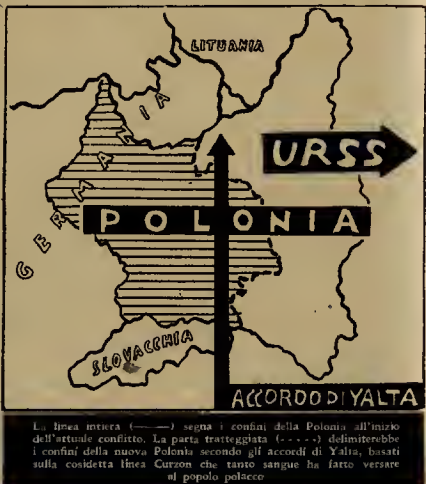 LITUANIA
GERMANIA
URSS
POLONIA
SLOVACCHIA
ACCORDO DI YALTA
La linea intiera (———) segna i confini della Polonia all'inizio
dell'attuale conflitto. La parta tratteggiata (- - - - -) delimiterebbe
i confini della nuova Polonia secondo gli accordi di Yalta, basati
sulla cosidetta linea Curzon che tanto sangue ha fatto versare
al popolo polacco